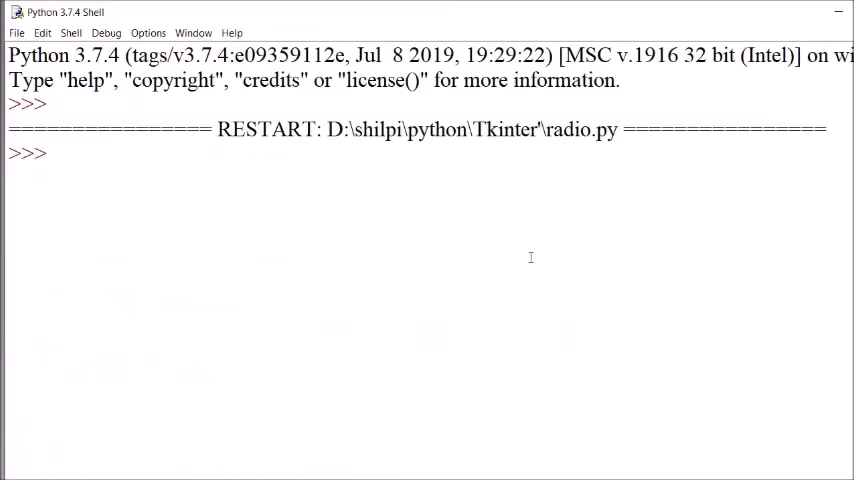 Python 3.7.4 Shell
File Edit Shell Debug Options Window Help
Python 3.7.4 (tags/v3.7.4:e09359112e, Jul  8 2019, 19:29:22) [MSC v.1916 32 bit (Intel)] on wi
Type "help", "copyright", "credits" or "license()" for more information.
>>>
================ RESTART: D:\shilpi\python\Tkinter'\radio.py ================
>>>